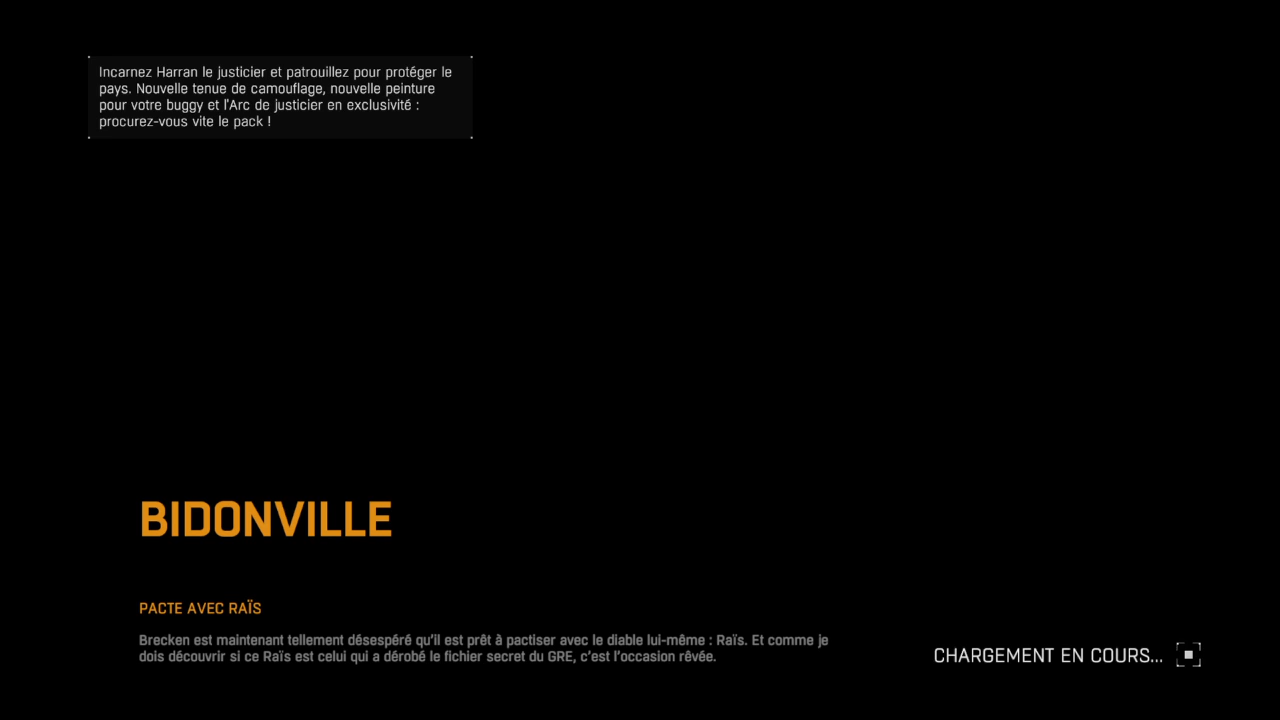 Incarnez Harran le justicier et patrouillez pour protéger le
pays. Nouvelle tenue de camouflage, nouvelle peinture
pour votre buggy et l'Arc de justicier en exclusivité :
procurez-vous vite le pack !
BIDONVILLE
PACTE AVEC RAÏS
Brecken est maintenant tellement désespéré qu'il est prêt à pactiser avec le diable lui-même : Raïs. Et comme je
dois découvrir si ce Raïs est celui qui a dérobé le fichier secret du GRE, c'est l'occasion rêvée.
CHARGEMENT EN COURS...